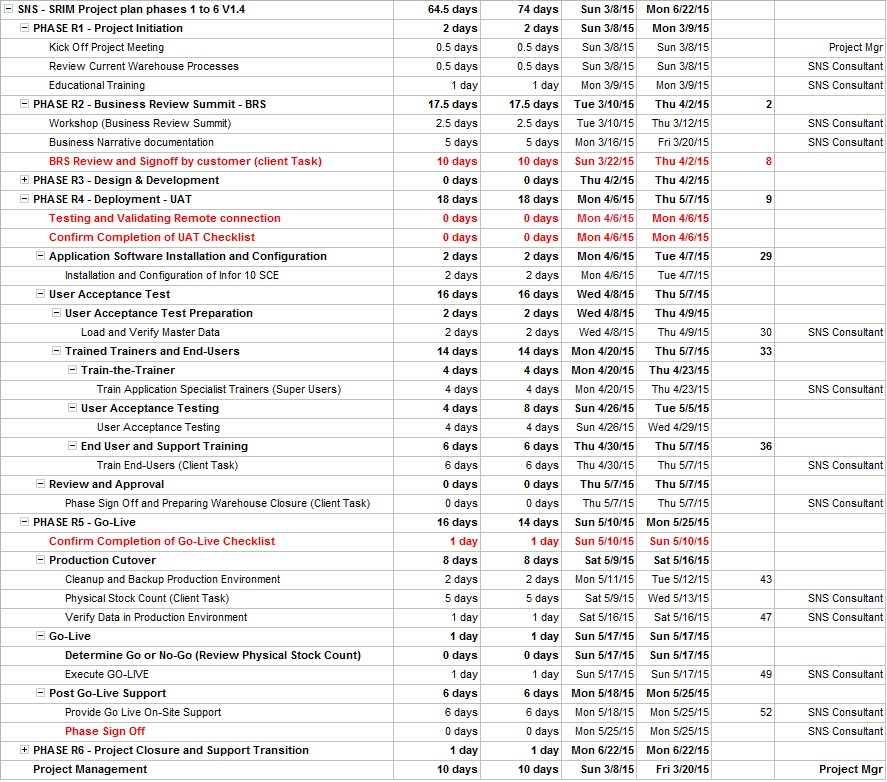 SNS - SRIM Project plan phases 1 to 6 V1.4 64.5 days 74 days Sun 3/8/15 Mon 6/22/15
PHASE R1 - Project Initiation 2 days 2 days Sun 3/8/15 Mon 3/9/15
Kick Off Project Meeting 0.5 days 0.5 days Sun 3/8/15 Sun 3/8/15 Project Mgr
Review Current Warehouse Processes 0.5 days 0.5 days Sun 3/8/15 Sun 3/8/15 SNS Consultant
Educational Training 1 day 1 day Mon 3/9/15 Mon 3/9/15 SNS Consultant
PHASE R2 - Business Review Summit - BRS 17.5 days 17.5 days Tue 3/10/15 Thu 4/2/15 2
Workshop (Business Review Summit) 2.5 days 2.5 days Tue 3/10/15 Thu 3/12/15 SNS Consultant
Business Narrative documentation 5 days 5 days Mon 3/16/15 Fri 3/20/15 SNS Consultant
BRS Review and Signoff by customer (client Task) 10 days 10 days Sun 3/22/15 Thu 4/2/15 8
PHASE R3 - Design & Development 0 days 0 days Thu 4/2/15 Thu 4/2/15
PHASE R4 - Deployment - UAT 18 days 18 days Mon 4/6/15 Thu 5/7/15 9
Testing and Validating Remote connection 0 days 0 days Mon 4/6/15 Mon 4/6/15
Confirm Completion of UAT Checklist 0 days 0 days Mon 4/6/15 Mon 4/6/15
Application Software Installation and Configuration 2 days 2 days Mon 4/6/15 Tue 4/7/15 29
Installation and Configuration of Infor 10 SCE 2 days 2 days Mon 4/6/15 Tue 4/7/15
User Acceptance Test 16 days 16 days Wed 4/8/15 Thu 5/7/15
User Acceptance Test Preparation 2 days 2 days Wed 4/8/15 Thu 4/9/15
Load and Verify Master Data 2 days 2 days Wed 4/8/15 Thu 4/9/15 30 SNS Consultant
Trained Trainers and End-Users 14 days 14 days Mon 4/20/15 Thu 5/7/15 33
Train-the-Trainer 4 days 4 days Mon 4/20/15 Thu 4/23/15
Train Application Specialist Trainers (Super Users) 4 days 4 days Mon 4/20/15 Thu 4/23/15 SNS Consultant
User Acceptance Testing 4 days 8 days Sun 4/26/15 Tue 5/5/15
User Acceptance Testing 4 days 4 days Sun 4/26/15 Wed 4/29/15
End User and Support Training 6 days 6 days Thu 4/30/15 Thu 5/7/15 36
Train End-Users (Client Task) 6 days 6 days Thu 4/30/15 Thu 5/7/15 SNS Consultant
Review and Approval 0 days 0 days Thu 5/7/15 Thu 5/7/15
Phase Sign Off and Preparing Warehouse Closure (Client Task) 0 days 0 days Thu 5/7/15 Thu 5/7/15 SNS Consultant
PHASE R5 - Go-Live 16 days 14 days Sun 5/10/15 Mon 5/25/15
Confirm Completion of Go-Live Checklist 1 day 1 day Sun 5/10/15 Sun 5/10/15
Production Cutover 8 days 8 days Sat 5/9/15 Sat 5/16/15
Cleanup and Backup Production Environment 2 days 2 days Mon 5/11/15 Tue 5/12/15 43
Physical Stock Count (Client Task) 5 days 5 days Sat 5/9/15 Wed 5/13/15 SNS Consultant
Verify Data in Production Environment 1 day 1 day Sat 5/16/15 Sat 5/16/15 47 SNS Consultant
Go-Live 1 day 1 day Sun 5/17/15 Sun 5/17/15
Determine Go or No-Go (Review Physical Stock Count) 0 days 0 days Sun 5/17/15 Sun 5/17/15
Execute GO-LIVE 1 day 1 day Sun 5/17/15 Sun 5/17/15 49 SNS Consultant
Post Go-Live Support 6 days 6 days Mon 5/18/15 Mon 5/25/15
Provide Go Live On-Site Support 6 days 6 days Mon 5/18/15 Mon 5/25/15 52 SNS Consultant
Phase Sign Off 0 days 0 days Mon 5/25/15 Mon 5/25/15 SNS Consultant
PHASE R6 - Project Closure and Support Transition 1 day 1 day Mon 6/22/15 Mon 6/22/15
Project Management 10 days 10 days Sun 3/8/15 Fri 3/20/15 Project Mgr